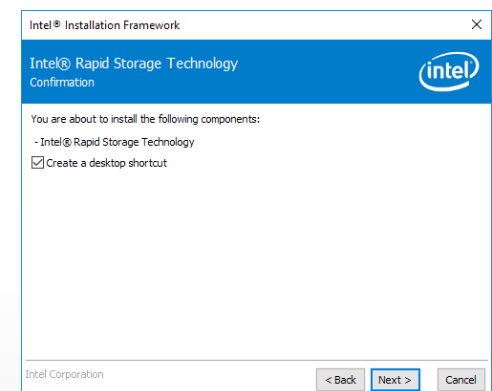 Intel® Installation Framework
Intel® Rapid Storage Technology
Confirmation
intel
You are about to install the following components:
- Intel® Rapid Storage Technology
Create a desktop shortcut
Intel Corporation
< Back Next > Cancel